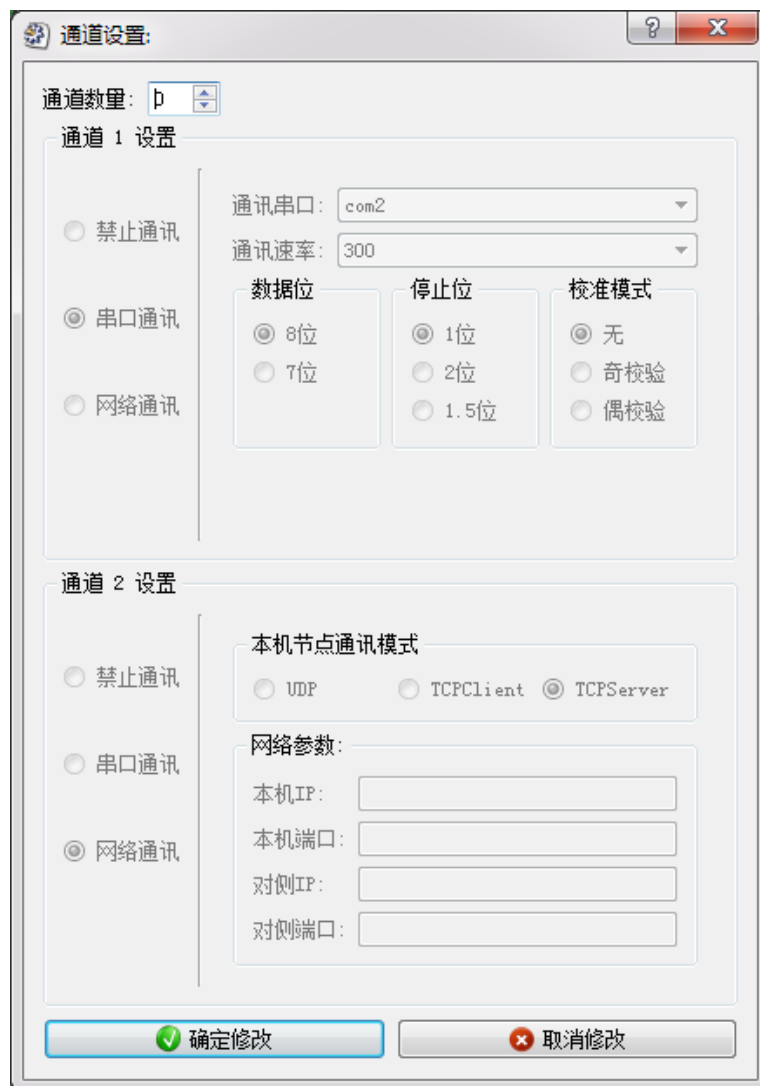 通道设置:
通道数量: 0
通道 1 设置
禁止通讯
串口通讯
网络通讯
通讯串口: com2
通讯速率: 300
数据位
8位
7位
停止位
1位
2位
1.5位
校准模式
无
奇校验
偶校验
通道 2 设置
禁止通讯
串口通讯
网络通讯
本机节点通讯模式
UDP TCPClient TCPServer
网络参数:
本机IP:
本机端口:
对侧IP:
对侧端口:
确定修改 取消修改